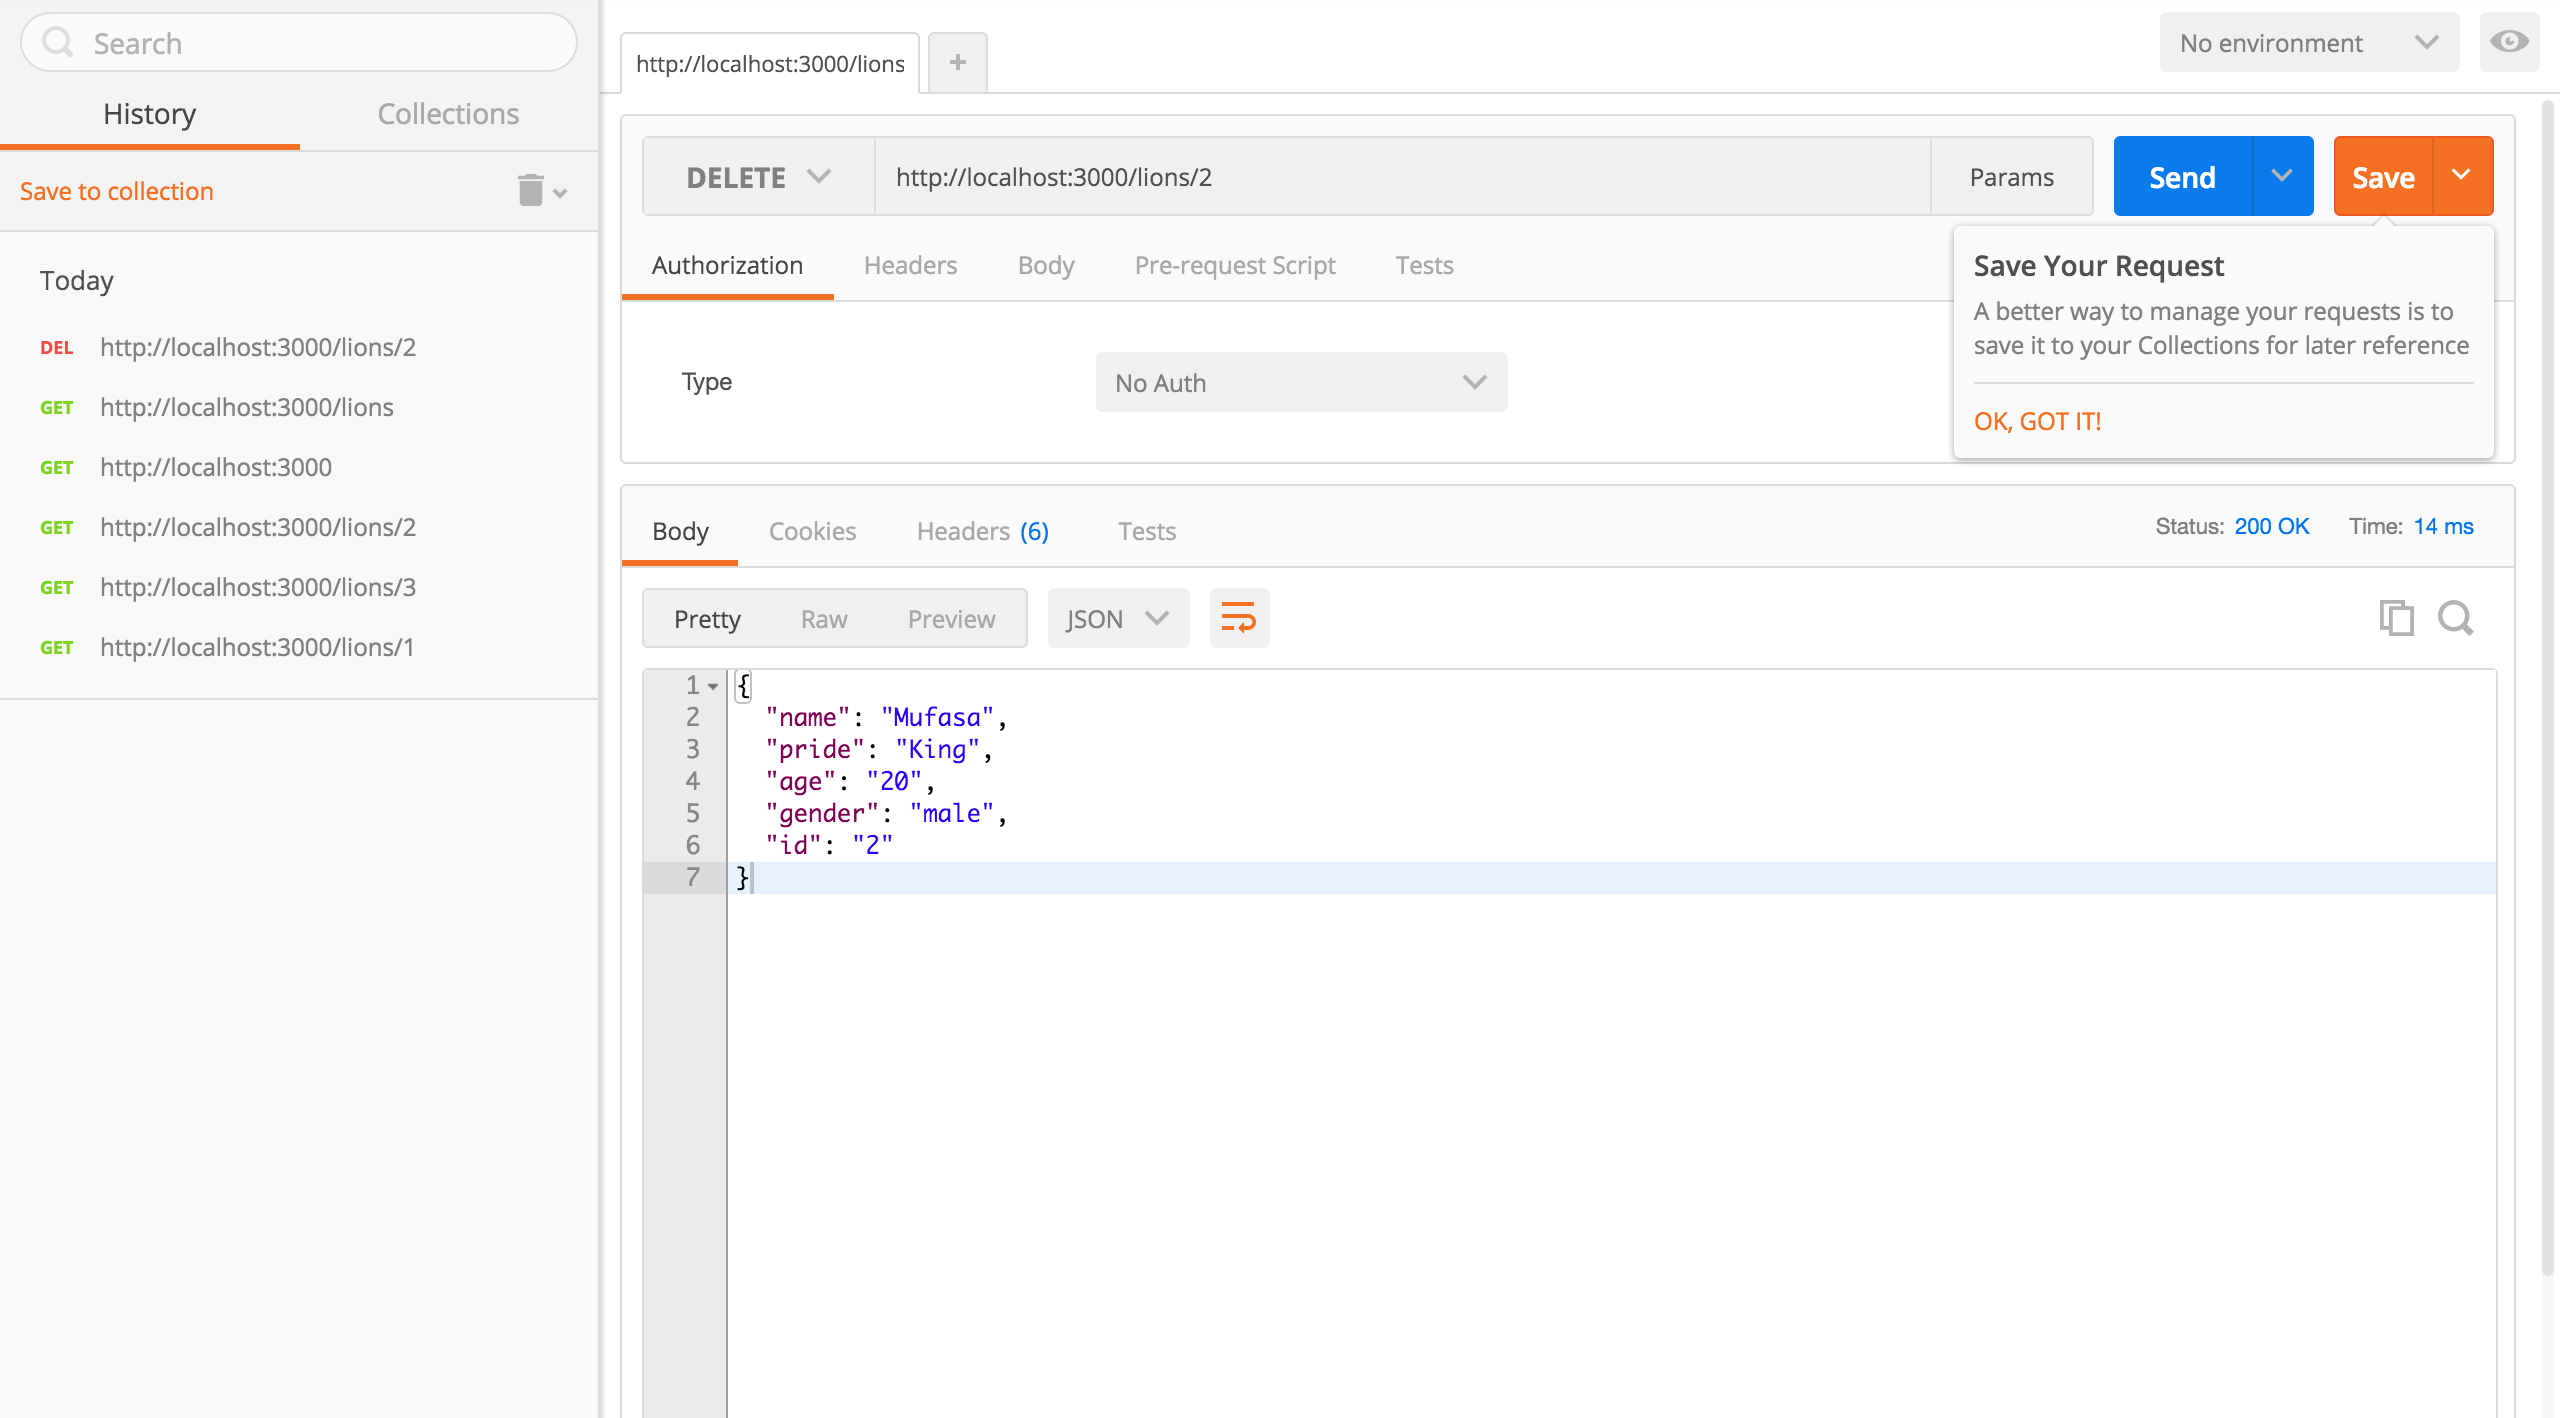 Search
History Collections
Save to collection
Today
DEL http://localhost:3000/lions/2
GET http://localhost:3000/lions
GET http://localhost:3000
GET http://localhost:3000/lions/2
GET http://localhost:3000/lions/3
GET http://localhost:3000/lions/1
http://localhost:3000/lions +
No environment
DELETE http://localhost:3000/lions/2 Params Send Save
Authorization Headers Body Pre-request Script Tests
Type No Auth
Save Your Request
A better way to manage your requests is to
save it to your Collections for later reference
OK, GOT IT!
Body Cookies Headers (6) Tests Status: 200 OK Time: 14 ms
Pretty Raw Preview JSON
1 {
2 "name": "Mufasa",
3 "pride": "King",
4 "age": "20",
5 "gender": "male",
6 "id": "2"
7 }